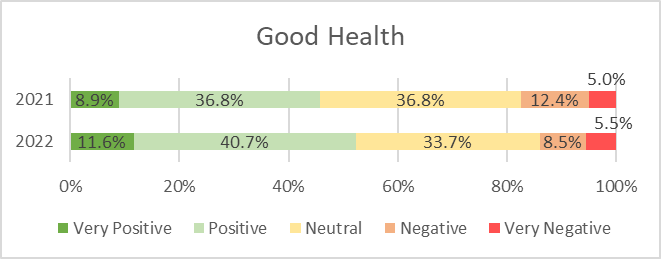 Good Health
5.0%
2021 8.9% 36.8% 36.8% 12.4%
5.5%
2022 11.6% 40.7% 33.7% 8.5%
0% 20% 40% 60% 80% 100%
Very Positive Positive Neutral Negative Very Negative